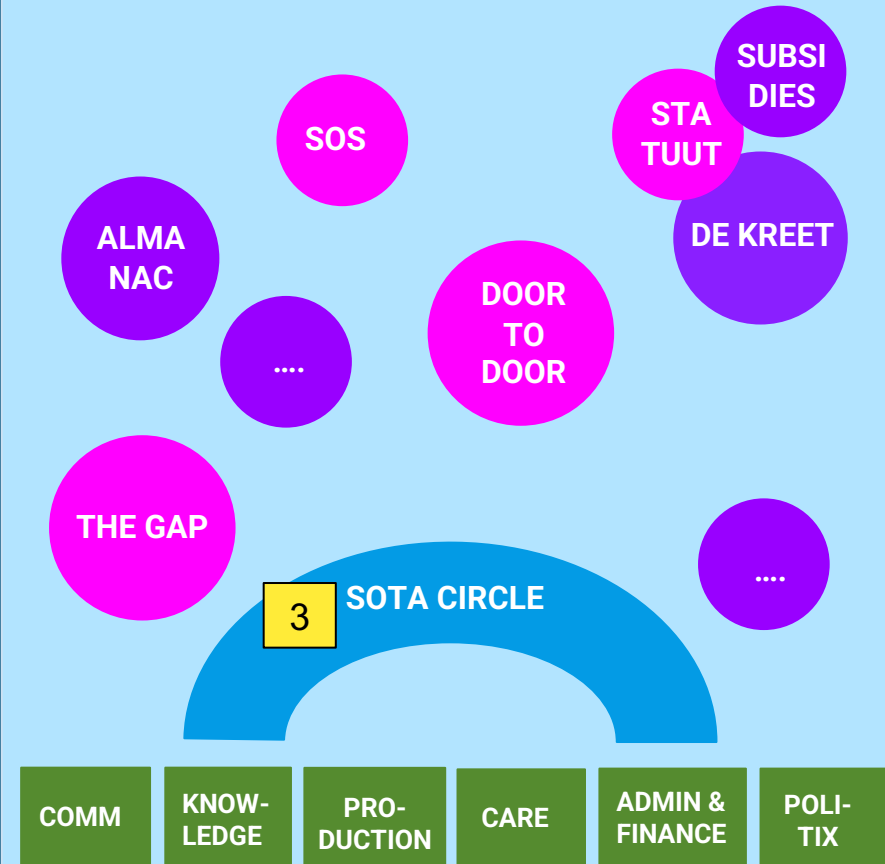 SUBSI
DIES
STA
TUUT
SOS
DE KREET
ALMA
NAC
DOOR
TO
DOOR
....
THE GAP
....
SOTA CIRCLE
3
COMM
KNOW-
LEDGE
PRO-
DUCTION
CARE
ADMIN &
FINANCE
POLI-
TIX